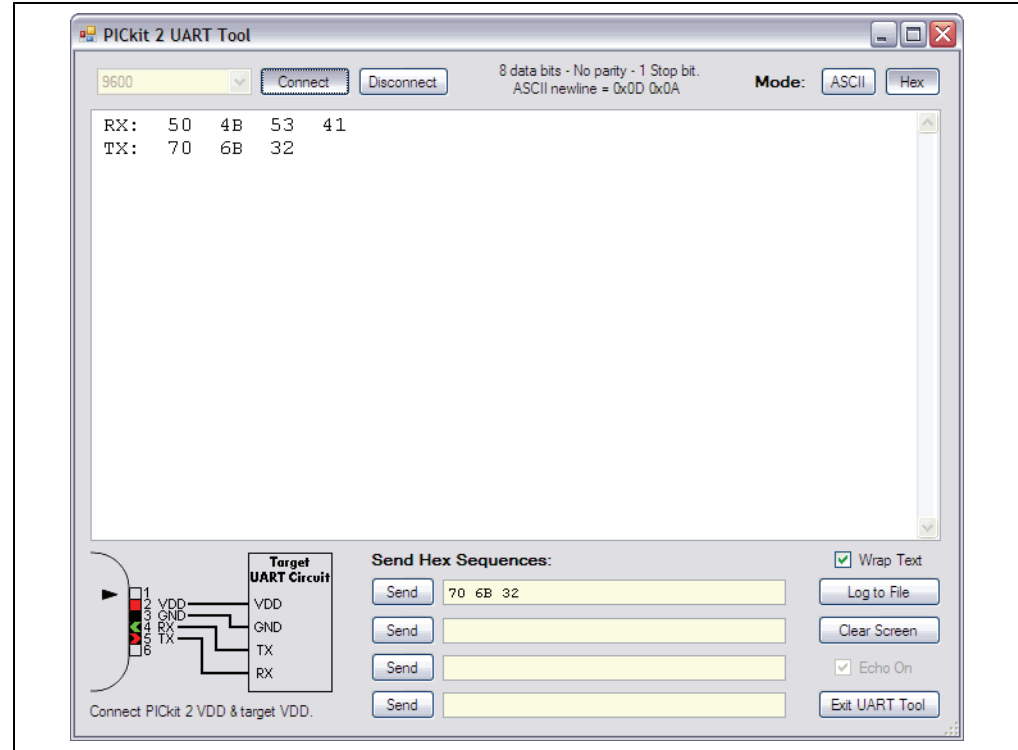 PICkit 2 UART Tool
9600 Connect Disconnect 8 data bits - No parity - 1 Stop bit.
ASCII newline = 0x0D 0x0A Mode: ASCII Hex
RX: 50 4B 53 41
TX: 70 6B 32
Target
UART Circuit
1
2 VDD VDD
3 GND GND
4 RX TX
5 TX RX
6
Connect PICkit 2 VDD & target VDD.
Send Hex Sequences:
Send 70 6B 32
Send
Send
Send
Wrap Text
Log to File
Clear Screen
Echo On
Exit UART Tool